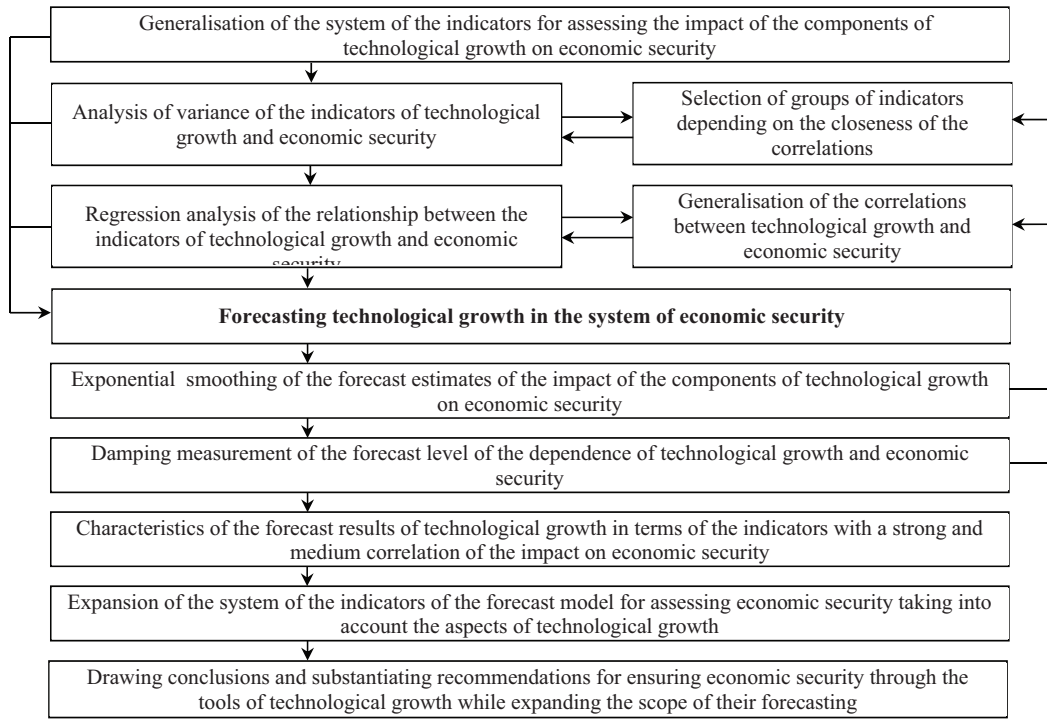 Generalisation of the system of the indicators for assessing the impact of the components of
technological growth on economic security
Analysis of variance of the indicators of technological
growth and economic security
Selection of groups of indicators
depending on the closeness of the
correlations
Regression analysis of the relationship between the
indicators of technological growth and economic
security
Generalisation of the correlations
between technological growth and
economic security
Forecasting technological growth in the system of economic security
Exponential smoothing of the forecast estimates of the impact of the components of technological growth
on economic security
Damping measurement of the forecast level of the dependence of technological growth and economic
security
Characteristics of the forecast results of technological growth in terms of the indicators with a strong and
medium correlation of the impact on economic security
Expansion of the system of the indicators of the forecast model for assessing economic security taking into
account the aspects of technological growth
Drawing conclusions and substantiating recommendations for ensuring economic security through the
tools of technological growth while expanding the scope of their forecasting